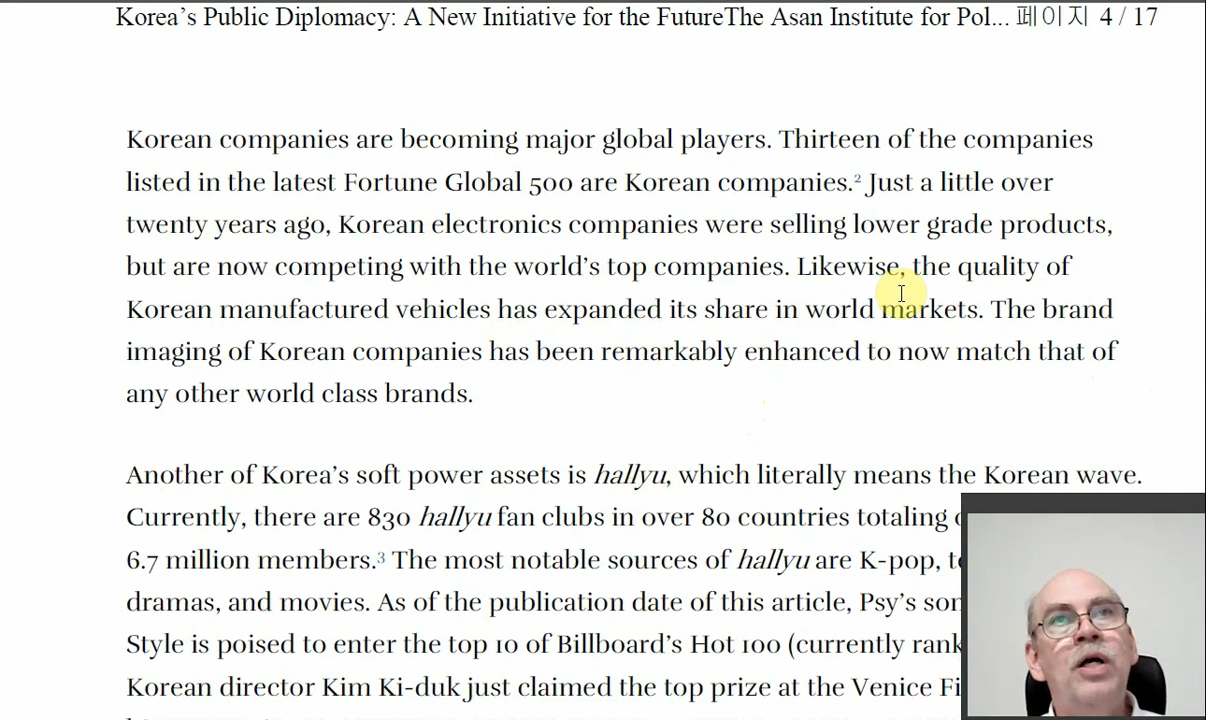 Korea’s Public Diplomacy: A New Initiative for the FutureThe Asan Institute for Pol... 페이지 4 / 17
Korean companies are becoming major global players. Thirteen of the companies
listed in the latest Fortune Global 500 are Korean companies.² Just a little over
twenty years ago, Korean electronics companies were selling lower grade products,
but are now competing with the world’s top companies. Likewise, the quality of
Korean manufactured vehicles has expanded its share in world markets. The brand
imaging of Korean companies has been remarkably enhanced to now match that of
any other world class brands.
Another of Korea’s soft power assets is hallyu, which literally means the Korean wave.
Currently, there are 830 hallyu fan clubs in over 80 countries totaling
6.7 million members.³ The most notable sources of hallyu are K-pop,
dramas, and movies. As of the publication date of this article, Psy’s
Style is poised to enter the top 10 of Billboard’s Hot 100 (currently
Korean director Kim Ki-duk just claimed the top prize at the Venice